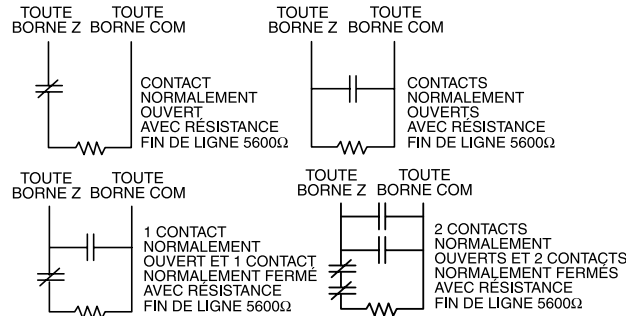 TOUTE TOUTE
BORNE Z BORNE COM
CONTACT
NORMALEMENT
OUVERT
AVEC RÉSISTANCE
FIN DE LIGNE 5600Ω
TOUTE TOUTE
BORNE Z BORNE COM
CONTACTS
NORMALEMENT
OUVERTS
AVEC RÉSISTANCE
FIN DE LIGNE 5600Ω
TOUTE TOUTE
BORNE Z BORNE COM
1 CONTACT
NORMALEMENT
OUVERT ET 1 CONTACT
NORMALEMENT FERMÉ
AVEC RÉSISTANCE
FIN DE LIGNE 5600Ω
TOUTE TOUTE
BORNE Z BORNE COM
2 CONTACTS
NORMALEMENT
OUVERTS ET 2 CONTACTS
NORMALEMENT FERMÉS
AVEC RÉSISTANCE
FIN DE LIGNE 5600Ω